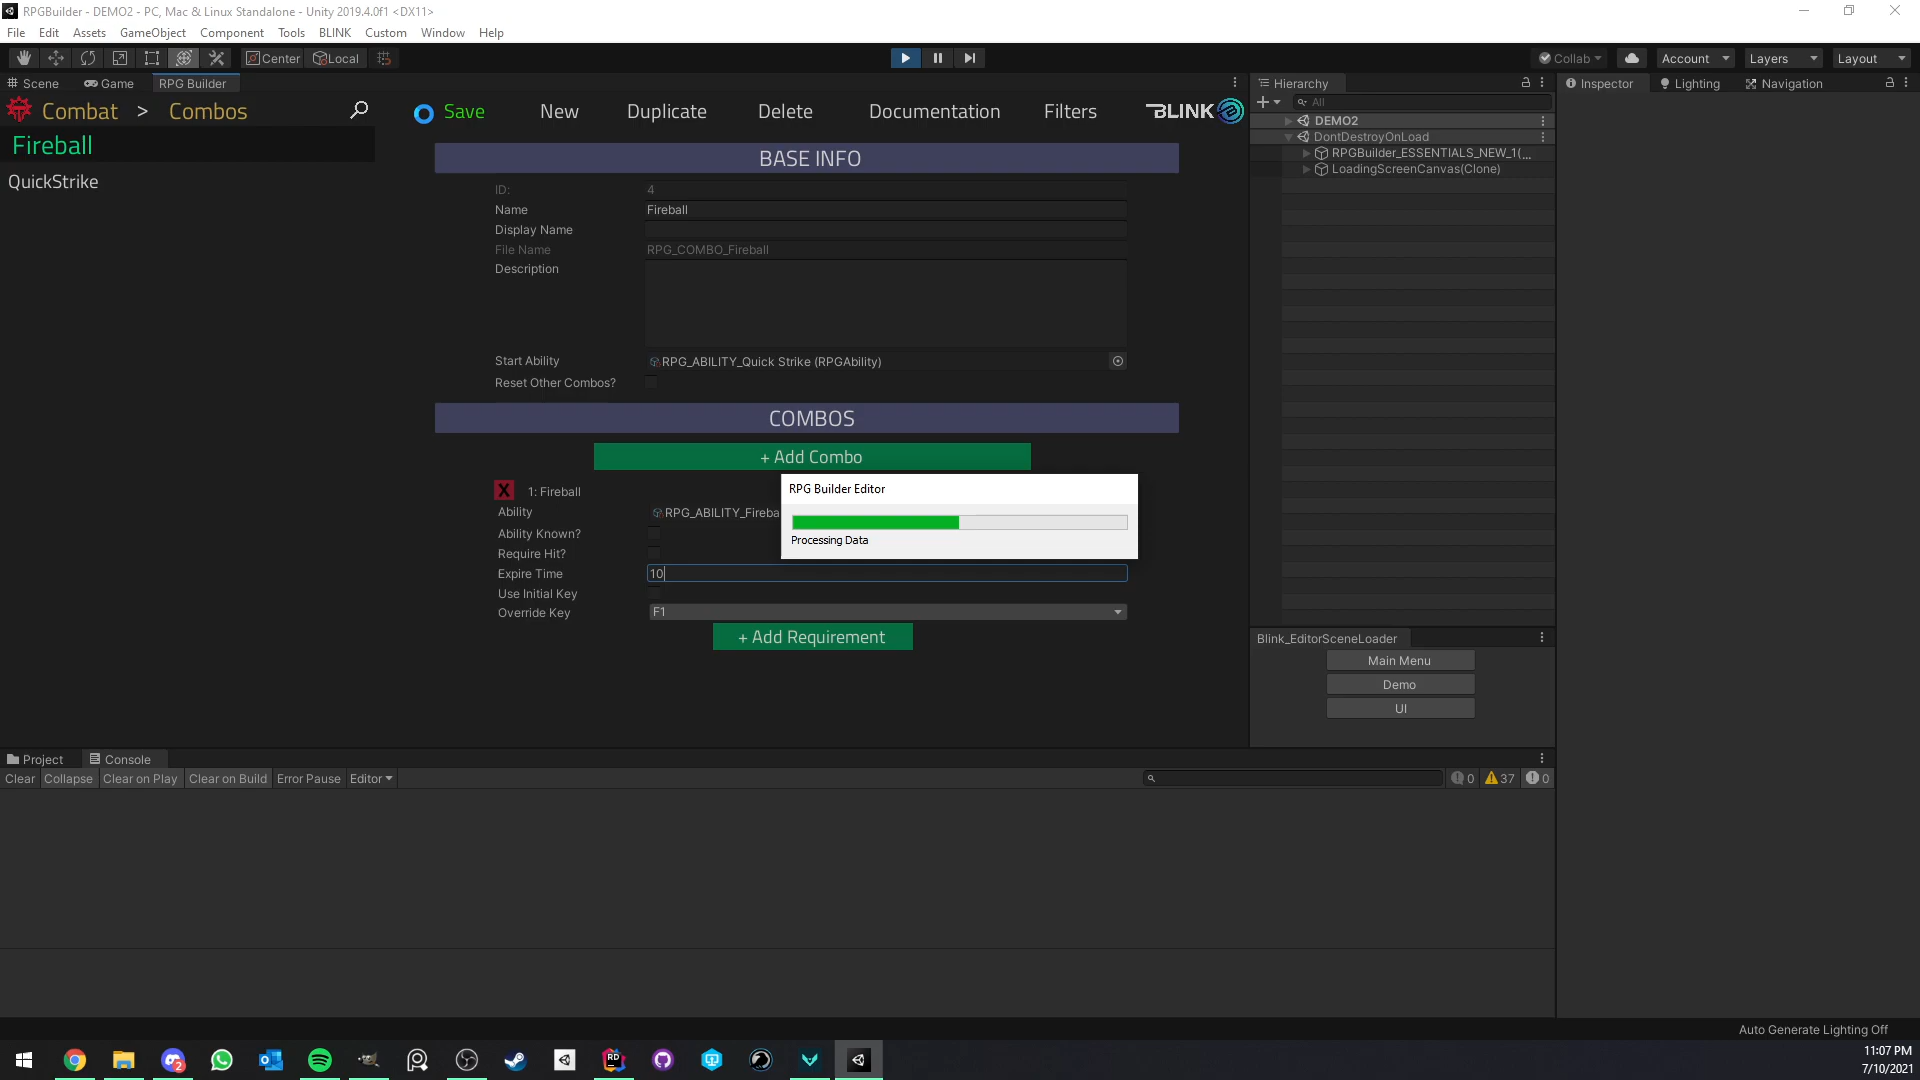 RPGBuilder - DEMO2 - PC, Mac & Linux Standalone - Unity 2019.4.0f1 <DX11>
File Edit Assets GameObject Component Tools BLINK Custom Window Help
Center Local Collab Account Layers Layout
Scene Game RPG Builder
Combat > Combos
Fireball
QuickStrike
Save New Duplicate Delete Documentation Filters BLINK
BASE INFO
ID: 4
Name Fireball
Display Name
File Name RPG_COMBO_Fireball
Description
Start Ability RPG_ABILITY_Quick Strike (RPGAbility)
Reset Other Combos?
COMBOS
+ Add Combo
X 1: Fireball
Ability RPG_ABILITY_Fireba
Ability Known?
Require Hit?
Expire Time 10
Use Initial Key
Override Key F1
+ Add Requirement
RPG Builder Editor
Processing Data
Hierarchy
All
DEMO2
DontDestroyOnLoad
RPGBuilder_ESSENTIALS_NEW_1(...
LoadingScreenCanvas(Clone)
Blink_EditorSceneLoader
Main Menu
Demo
UI
Inspector Lighting Navigation
Project Console
Clear Collapse Clear on Play Clear on Build Error Pause Editor
0 37 0
Auto Generate Lighting Off
2
RD
11:07 PM
7/10/2021